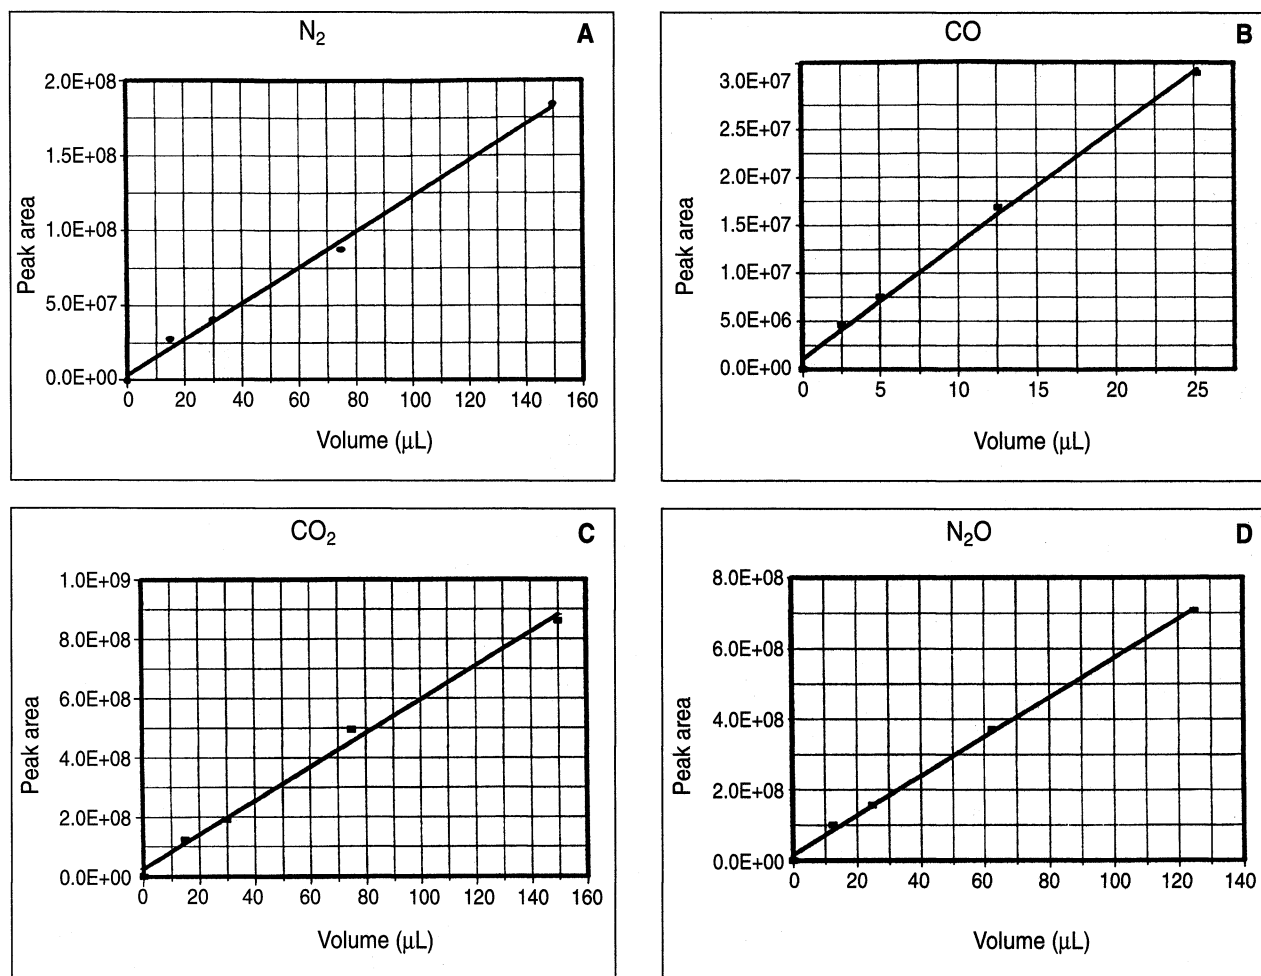 N₂ A
2.0E+08
1.5E+08
1.0E+08
5.0E+07
0.0E+00
Peak area
0 20 40 60 80 100 120 140 160
Volume (μL)
CO B
3.0E+07
2.5E+07
2.0E+07
1.5E+07
1.0E+07
5.0E+06
0.0E+00
Peak area
0 5 10 15 20 25
Volume (μL)
CO₂ C
1.0E+09
8.0E+08
6.0E+08
4.0E+08
2.0E+08
0.0E+00
Peak area
0 20 40 60 80 100 120 140 160
Volume (μL)
N₂O D
8.0E+08
6.0E+08
4.0E+08
2.0E+08
0.0E+00
Peak area
0 20 40 60 80 100 120 140
Volume (μL)